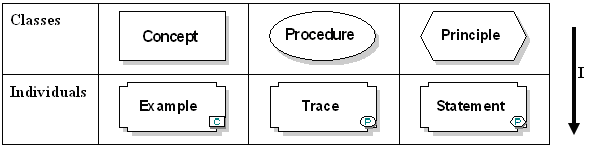 Classes
Concept
Procedure
Principle
I
Individuals
Example
C
Trace
P
Statement
P